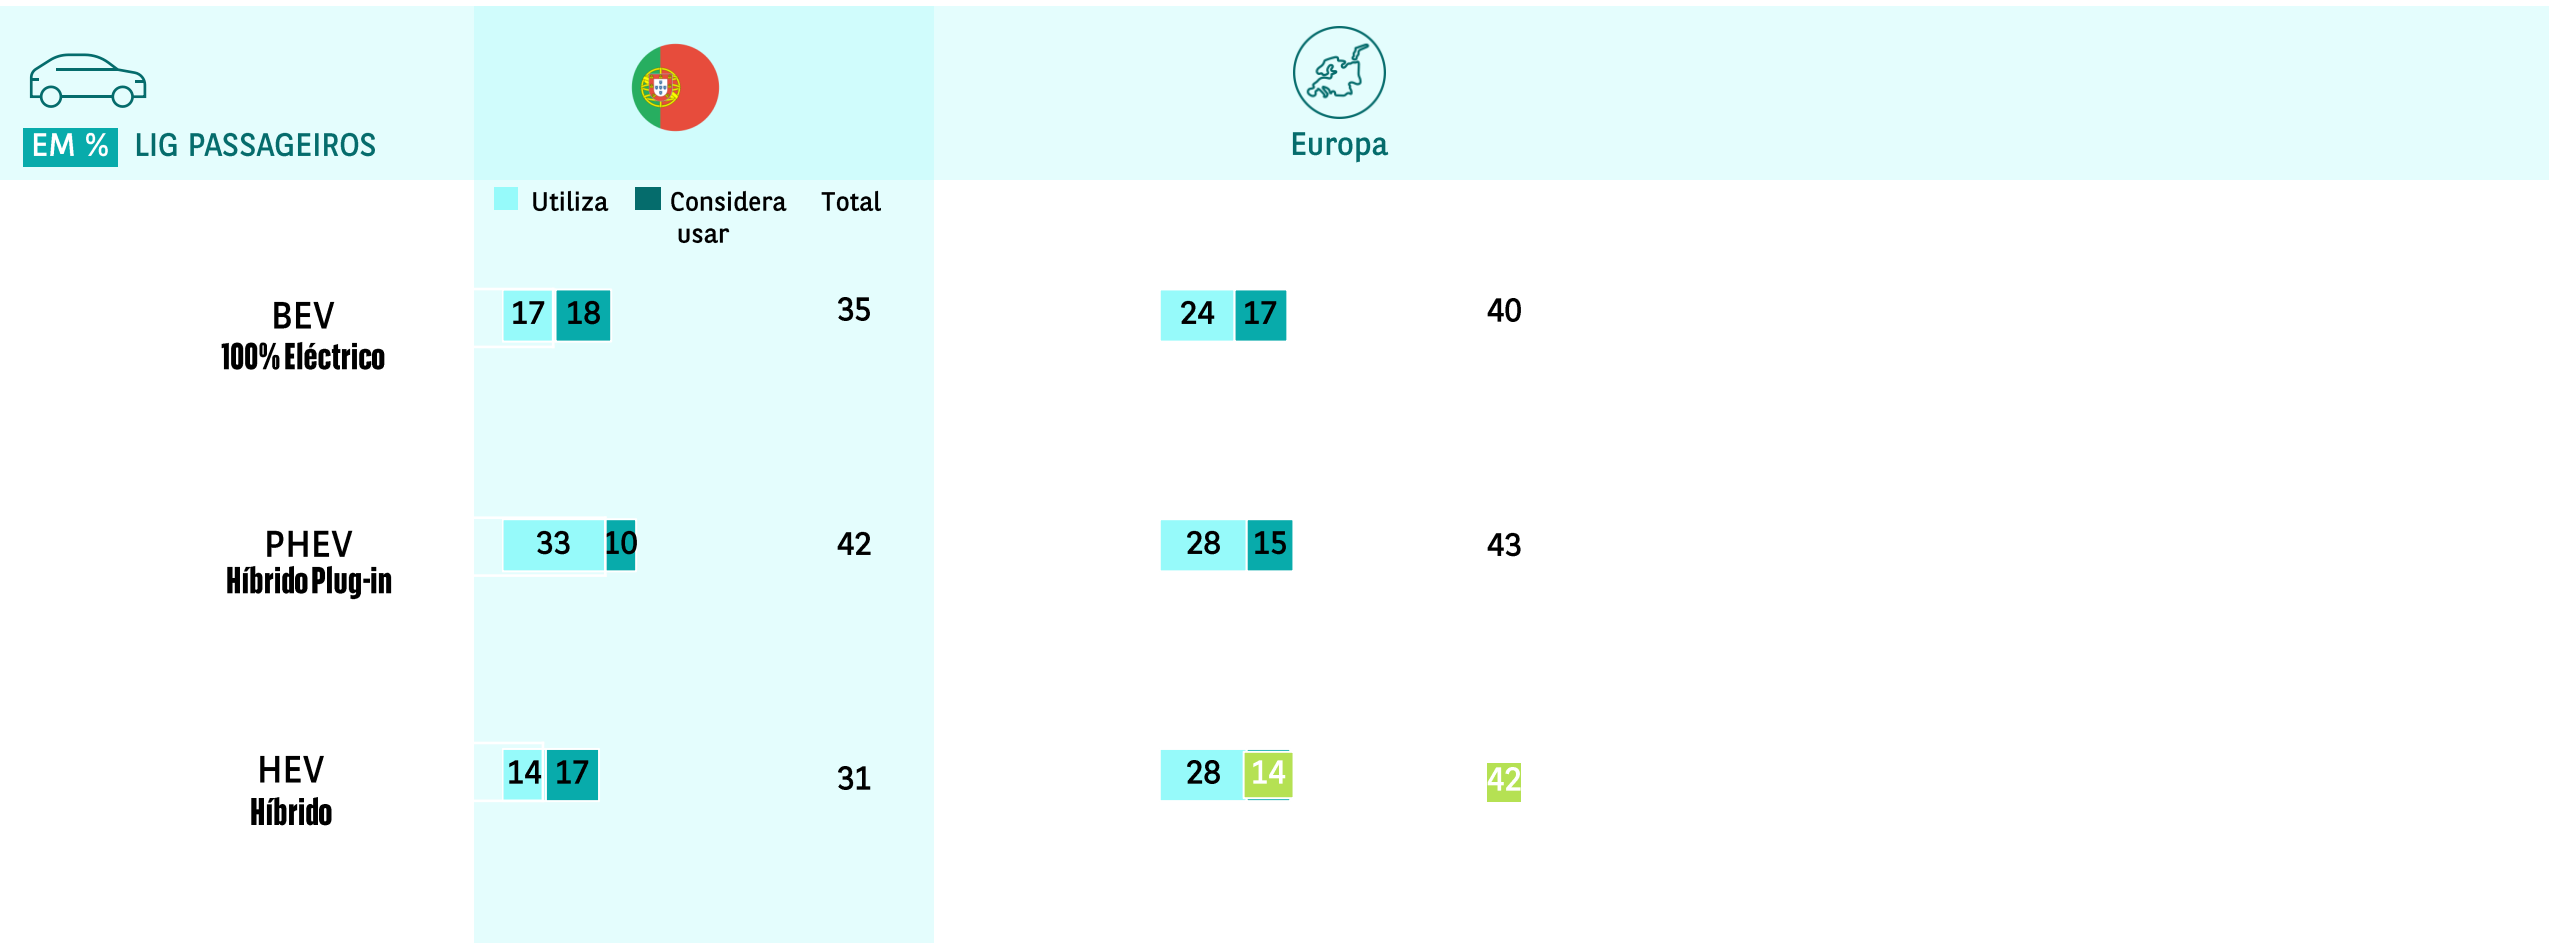 EM % LIG PASSAGEIROS
Europa
Utiliza Considera usar Total
BEV
100% Eléctrico
17 18 35 24 17 40
PHEV
Híbrido Plug-in
33 10 42 28 15 43
HEV
Híbrido
14 17 31 28 14 42